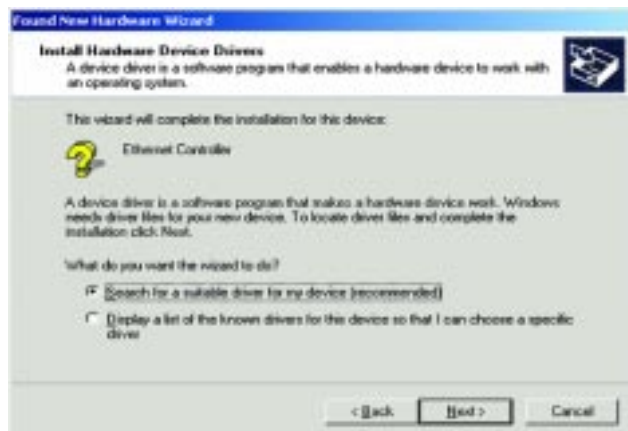 Found New Hardware Wizard
Install Hardware Device Drivers
A device driver is a software program that enables a hardware device to work with
an operating system.
This wizard will complete the installation for this device:
Ethernet Controller
A device driver is a software program that makes a hardware device work. Windows
needs driver files for your new device. To locate driver files and complete the
installation click Next.
What do you want the wizard to do?
Search for a suitable driver for my device (recommended)
Display a list of the known drivers for this device so that I can choose a specific
driver
< Back Next > Cancel